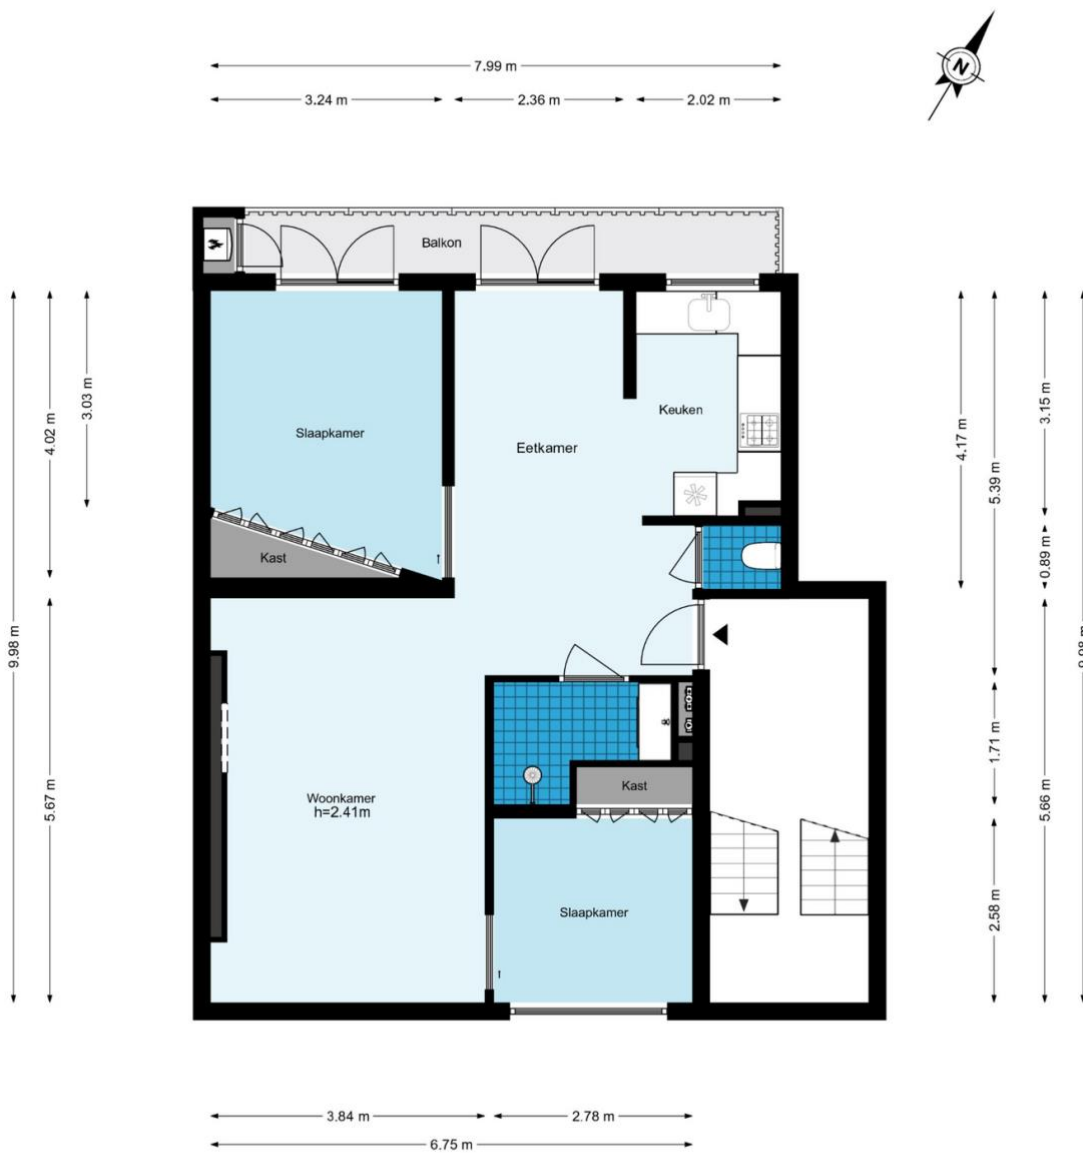 7.99 m
3.24 m
2.36 m
2.02 m
N
Balkon
Slaapkamer
Eetkamer
Keuken
Kast
Woonkamer
h=2.41m
Kast
Slaapkamer
9.98 m
4.02 m
3.03 m
5.67 m
4.17 m
5.39 m
3.15 m
0.89 m
9.98 m
1.71 m
5.66 m
2.58 m
3.84 m
2.78 m
6.75 m